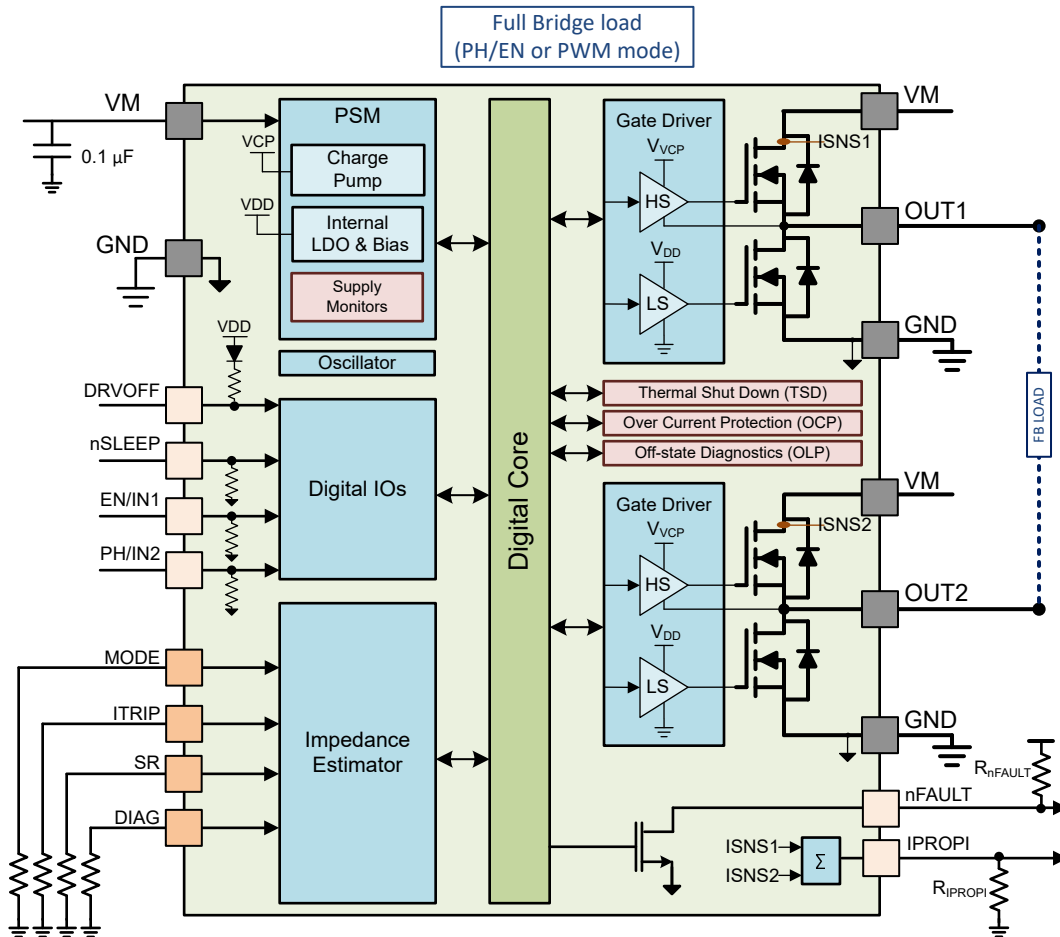 Full Bridge load
(PH/EN or PWM mode)
VM
0.1 µF
GND
VDD
DRVOFF
nSLEEP
EN/IN1
PH/IN2
MODE
ITRIP
SR
DIAG
PSM
VCP
Charge
Pump
VDD
Internal
LDO & Bias
Supply
Monitors
Oscillator
Digital IOs
Impedance
Estimator
Digital Core
Gate Driver
VVCP
HS
VDD
LS
ISNS1
VM
OUT1
GND
Thermal Shut Down (TSD)
Over Current Protection (OCP)
Off-state Diagnostics (OLP)
FB LOAD
Gate Driver
VVCP
HS
VDD
LS
ISNS2
VM
OUT2
GND
RnFAULT
nFAULT
ISNS1
ISNS2
Σ
IPROPI
RIPROPI